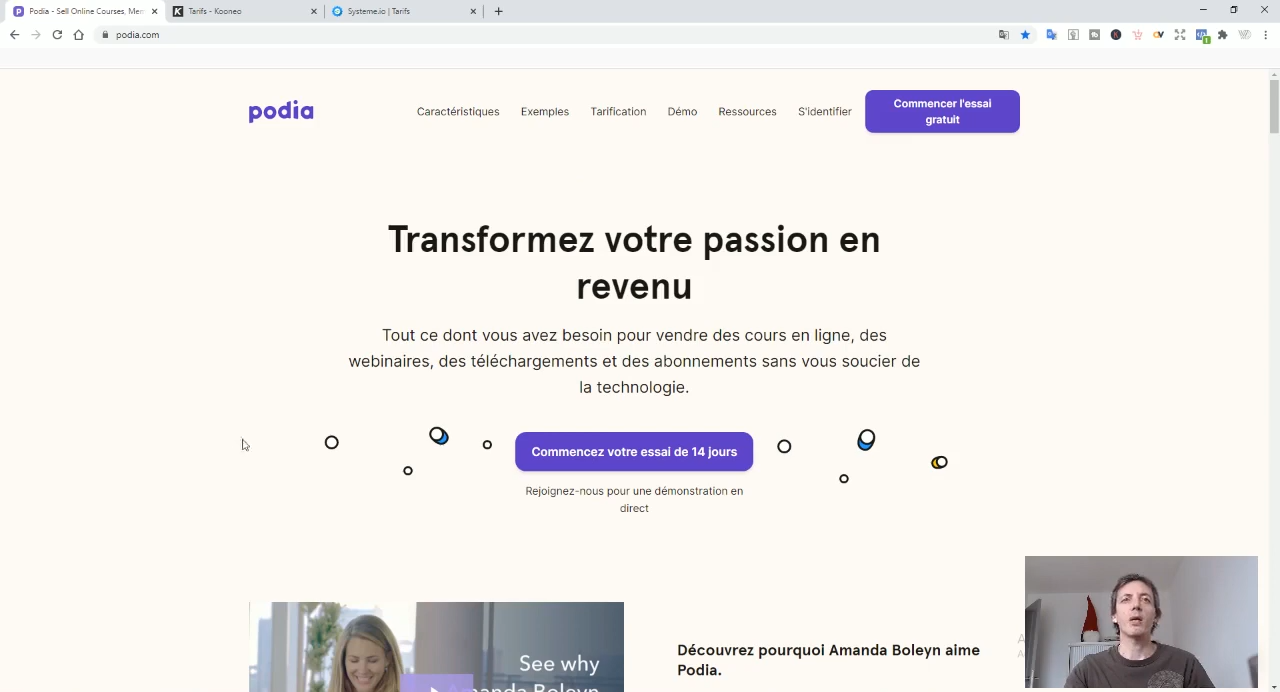 Podia - Sell Online Courses, Mem
Tarifs - Kooneo
Systeme.io | Tarifs
podia.com
podia
Caractéristiques
Exemples
Tarification
Démo
Ressources
S'identifier
Commencer l'essai
gratuit
Transformez votre passion en
revenu
Tout ce dont vous avez besoin pour vendre des cours en ligne, des
webinaires, des téléchargements et des abonnements sans vous soucier de
la technologie.
Commencez votre essai de 14 jours
Rejoignez-nous pour une démonstration en
direct
See why
Amanda Boleyn
Découvrez pourquoi Amanda Boleyn aime
Podia.